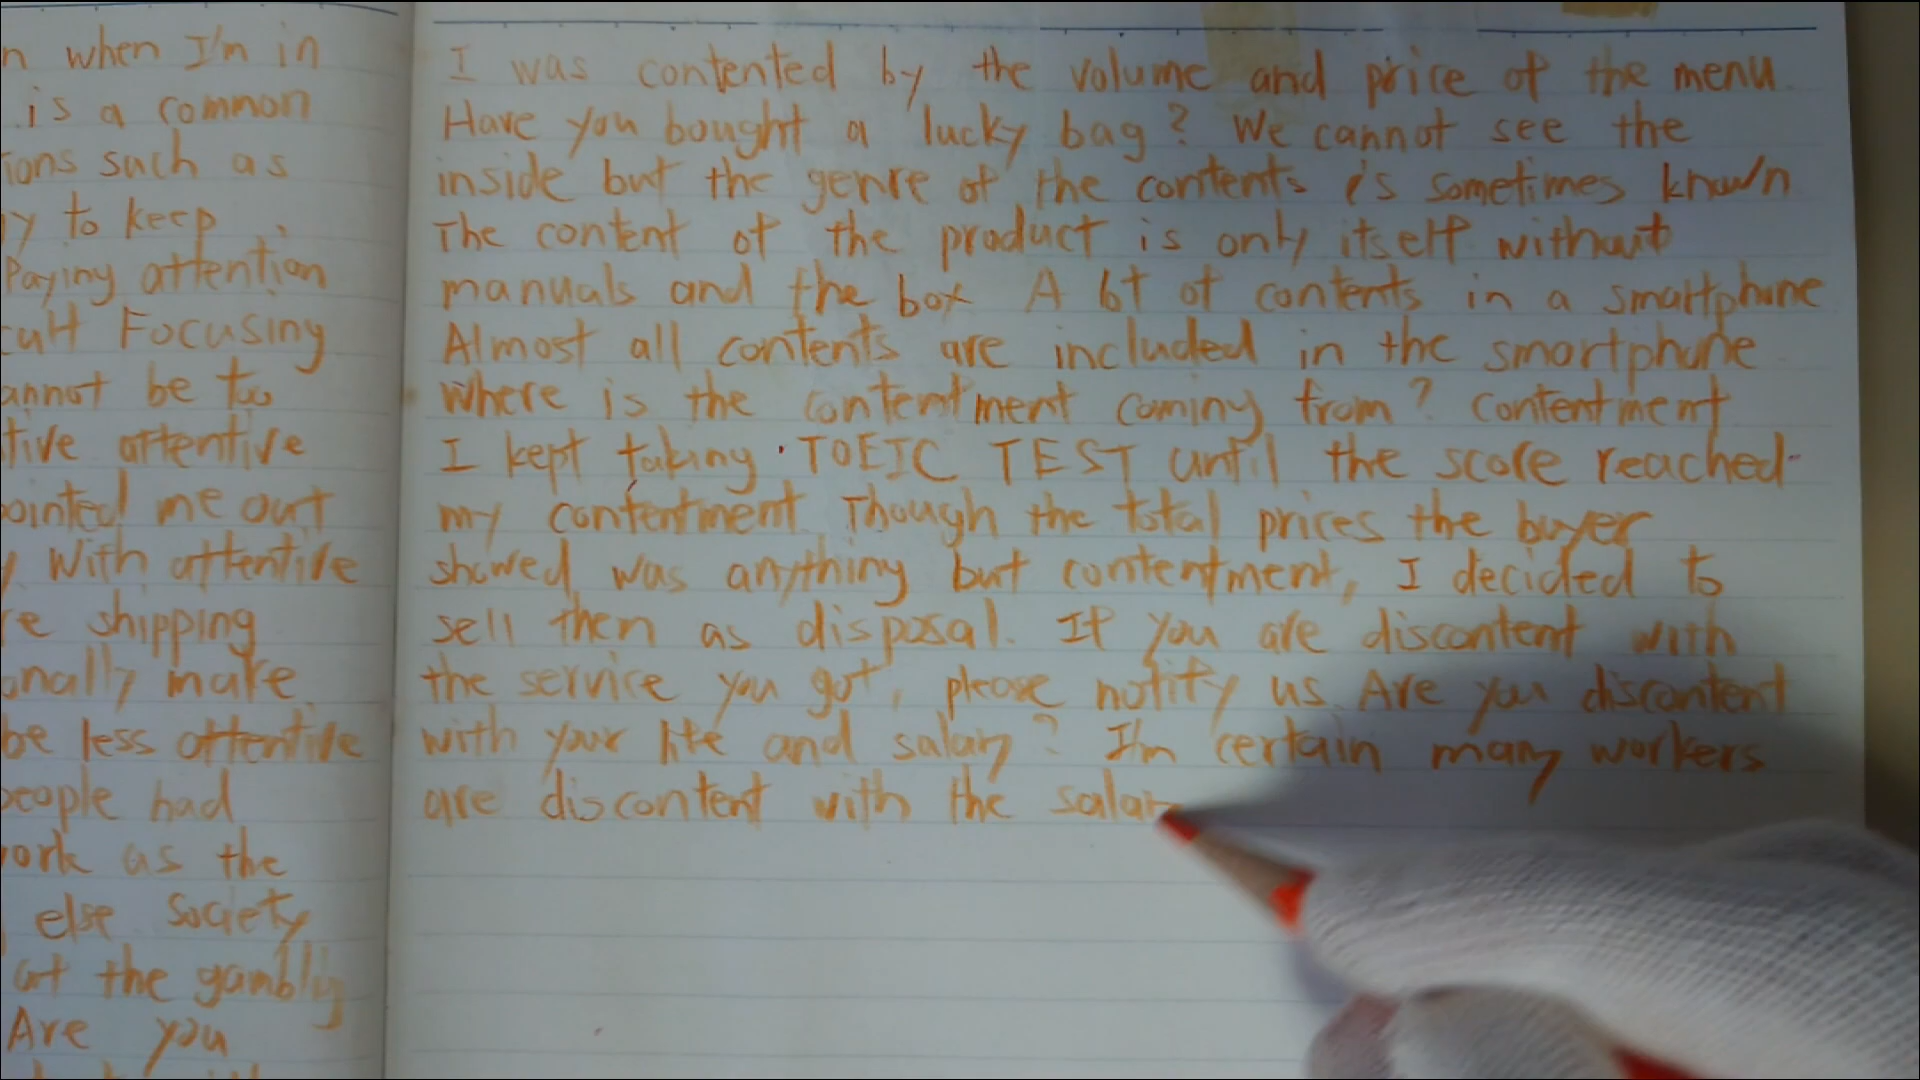 n when I'm in
is a common
ions such as
y to keep
Paying attention
cult Focusing
annot be too
tive attentive
ointed me out
y With attentive
re shipping
onally make
be less attentive
people had
work as the
else Society
at the gambling
Are you
I was contented by the volume and price of the menu
Have you bought a lucky bag? We cannot see the
inside but the genre of the contents is sometimes known
The content of the product is only itself without
manuals and the box A lot of contents in a smartphone
Almost all contents are included in the smartphone
Where is the contentment coming from? Contentment
I kept taking TOEIC TEST until the score reached
my contentment Though the total prices the buyer
showed was anything but contentment, I decided to
sell then as disposal. If you are discontent with
the service you got, please notify us. Are you discontent
with your life and salary? I'm certain many workers
are discontent with the salar